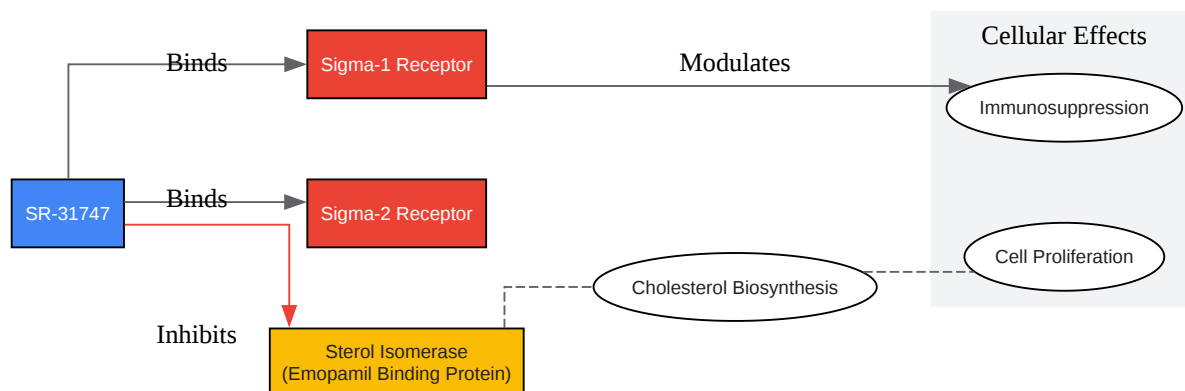 Cellular Effects
Binds
Sigma-1 Receptor
Modulates
Immunosuppression
SR-31747
Binds
Sigma-2 Receptor
Cell Proliferation
Cholesterol Biosynthesis
Inhibits
Sterol Isomerase
(Emopamil Binding Protein)